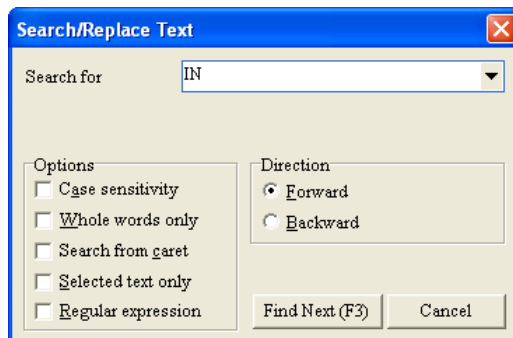 Search/Replace Text
Search for IN
Options
Case sensitivity
Whole words only
Search from caret
Selected text only
Regular expression
Direction
Forward
Backward
Find Next (F3) Cancel